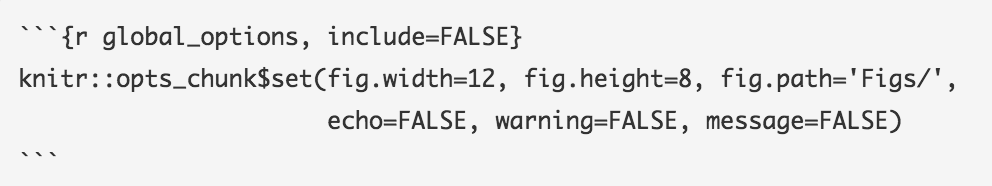 ```{r global_options, include=FALSE}
knitr::opts_chunk$set(fig.width=12, fig.height=8, fig.path='Figs/',
                      echo=FALSE, warning=FALSE, message=FALSE)
```